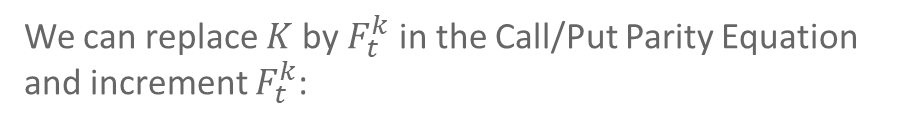 We can replace K by F_t^k in the Call/Put Parity Equation
and increment F_t^k: